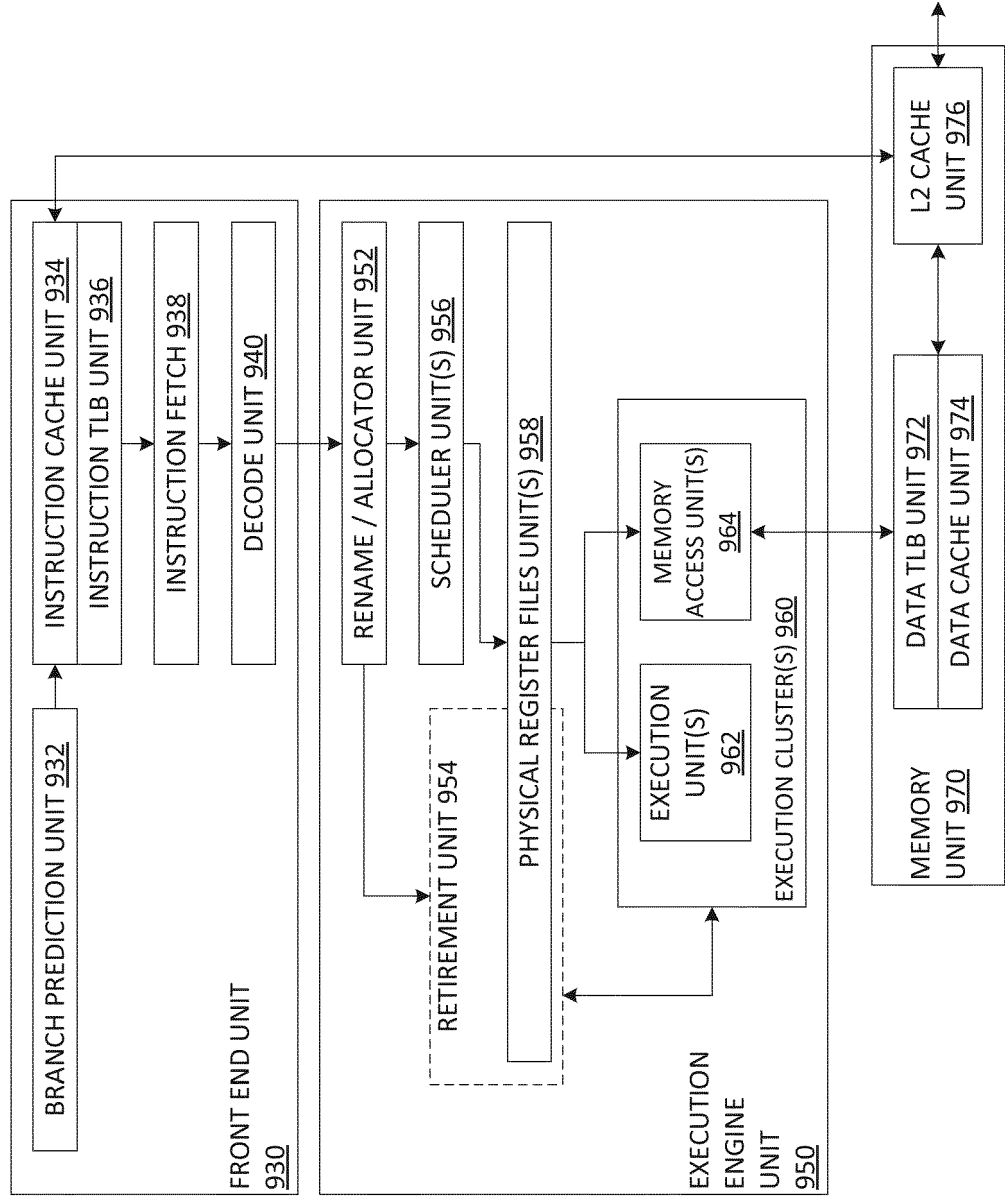 BRANCH PREDICTION UNIT 932
INSTRUCTION CACHE UNIT 934
INSTRUCTION TLB UNIT 936
INSTRUCTION FETCH 938
DECODE UNIT 940
FRONT END UNIT
930
RENAME / ALLOCATOR UNIT 952
RETIREMENT UNIT 954
SCHEDULER UNIT(S) 956
PHYSICAL REGISTER FILES UNIT(S) 958
EXECUTION
UNIT(S)
962
MEMORY
ACCESS UNIT(S)
964
EXECUTION CLUSTER(S) 960
EXECUTION
ENGINE
UNIT
950
MEMORY
UNIT 970
DATA TLB UNIT 972
DATA CACHE UNIT 974
L2 CACHE
UNIT 976